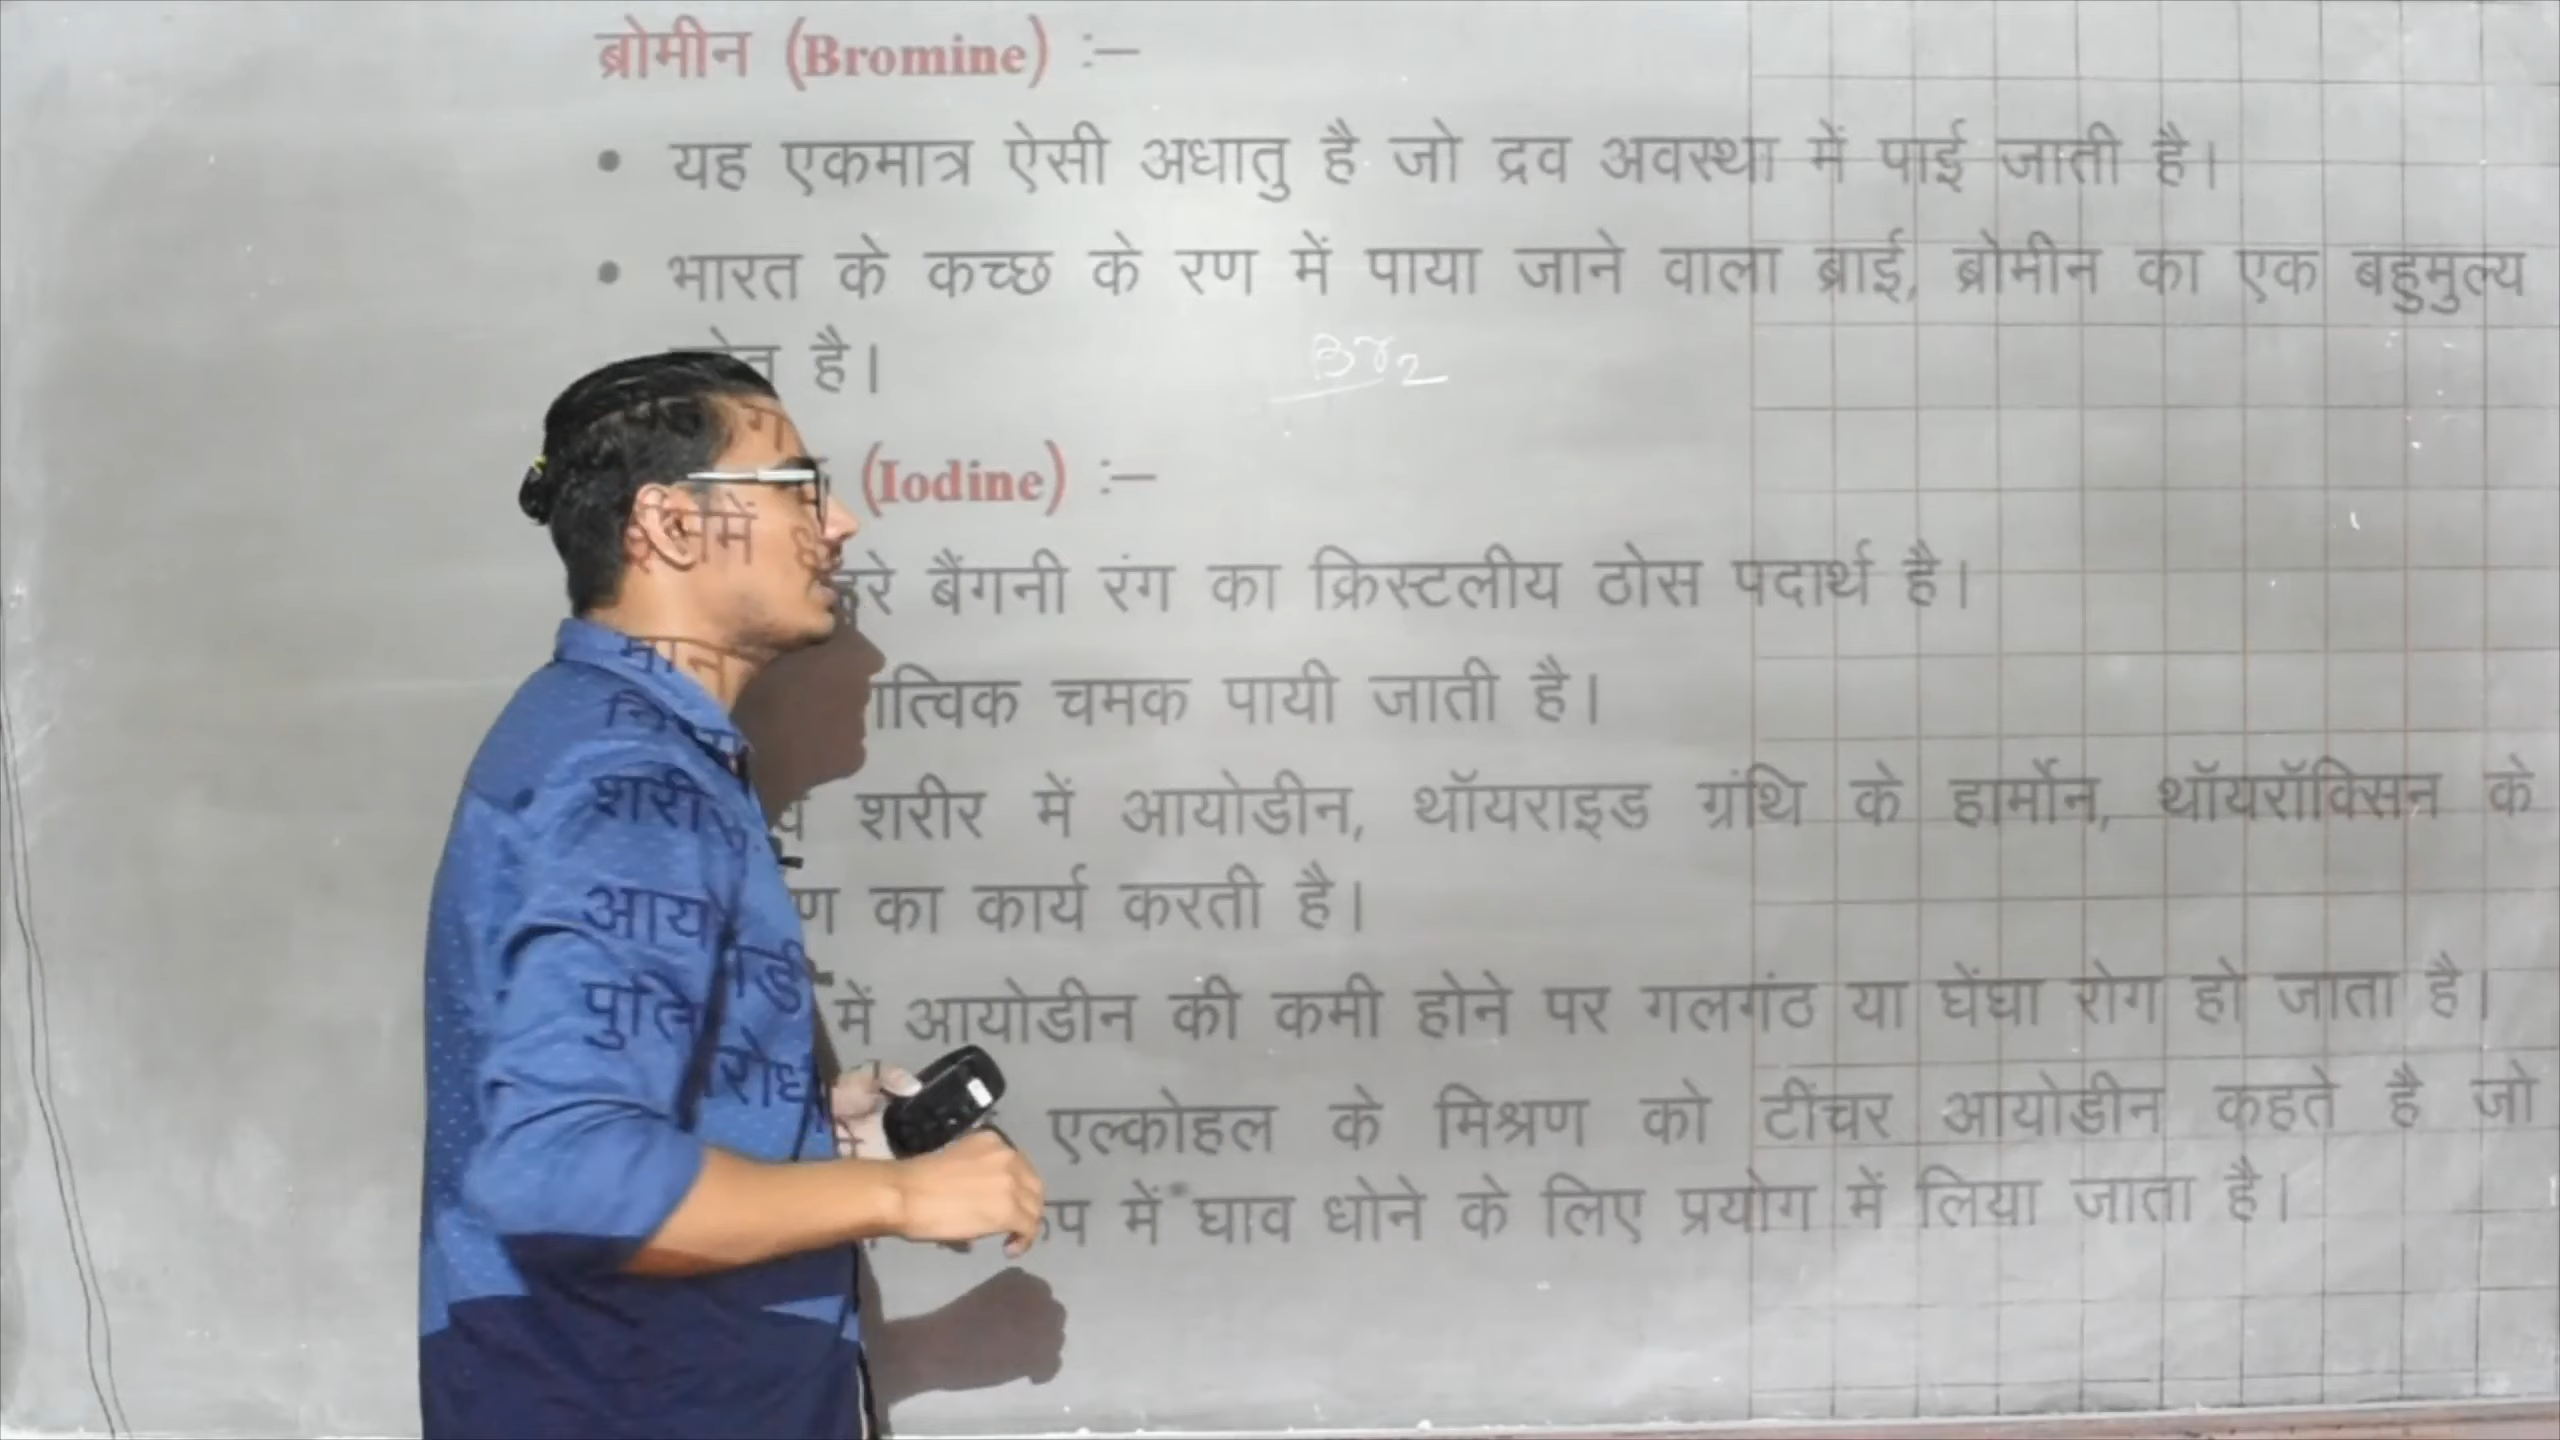 ब्रोमीन (Bromine) :–
• यह एकमात्र ऐसी अधातु है जो द्रव अवस्था में पाई जाती है।
• भारत के कच्छ के रण में पाया जाने वाला ब्राई, ब्रोमीन का एक बहुमुल्य
है।
Br₂
(Iodine) :–
बैंगनी रंग का क्रिस्टलीय ठोस पदार्थ है।
चमक पायी जाती है।
शरीर में आयोडीन, थॉयराइड ग्रंथि के हार्मोन, थॉयरॉक्सिन के
का कार्य करती है।
में आयोडीन की कमी होने पर गलगंठ या घेंघा रोग हो जाता है।
एल्कोहल के मिश्रण को टींचर आयोडीन कहते है जो
में घाव धोने के लिए प्रयोग में लिया जाता है।